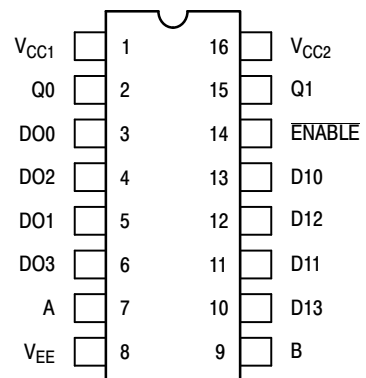 VCC1 1 16 VCC2
Q0 2 15 Q1
DO0 3 14 ENABLE
DO2 4 13 D10
DO1 5 12 D12
DO3 6 11 D11
A 7 10 D13
VEE 8 9 B